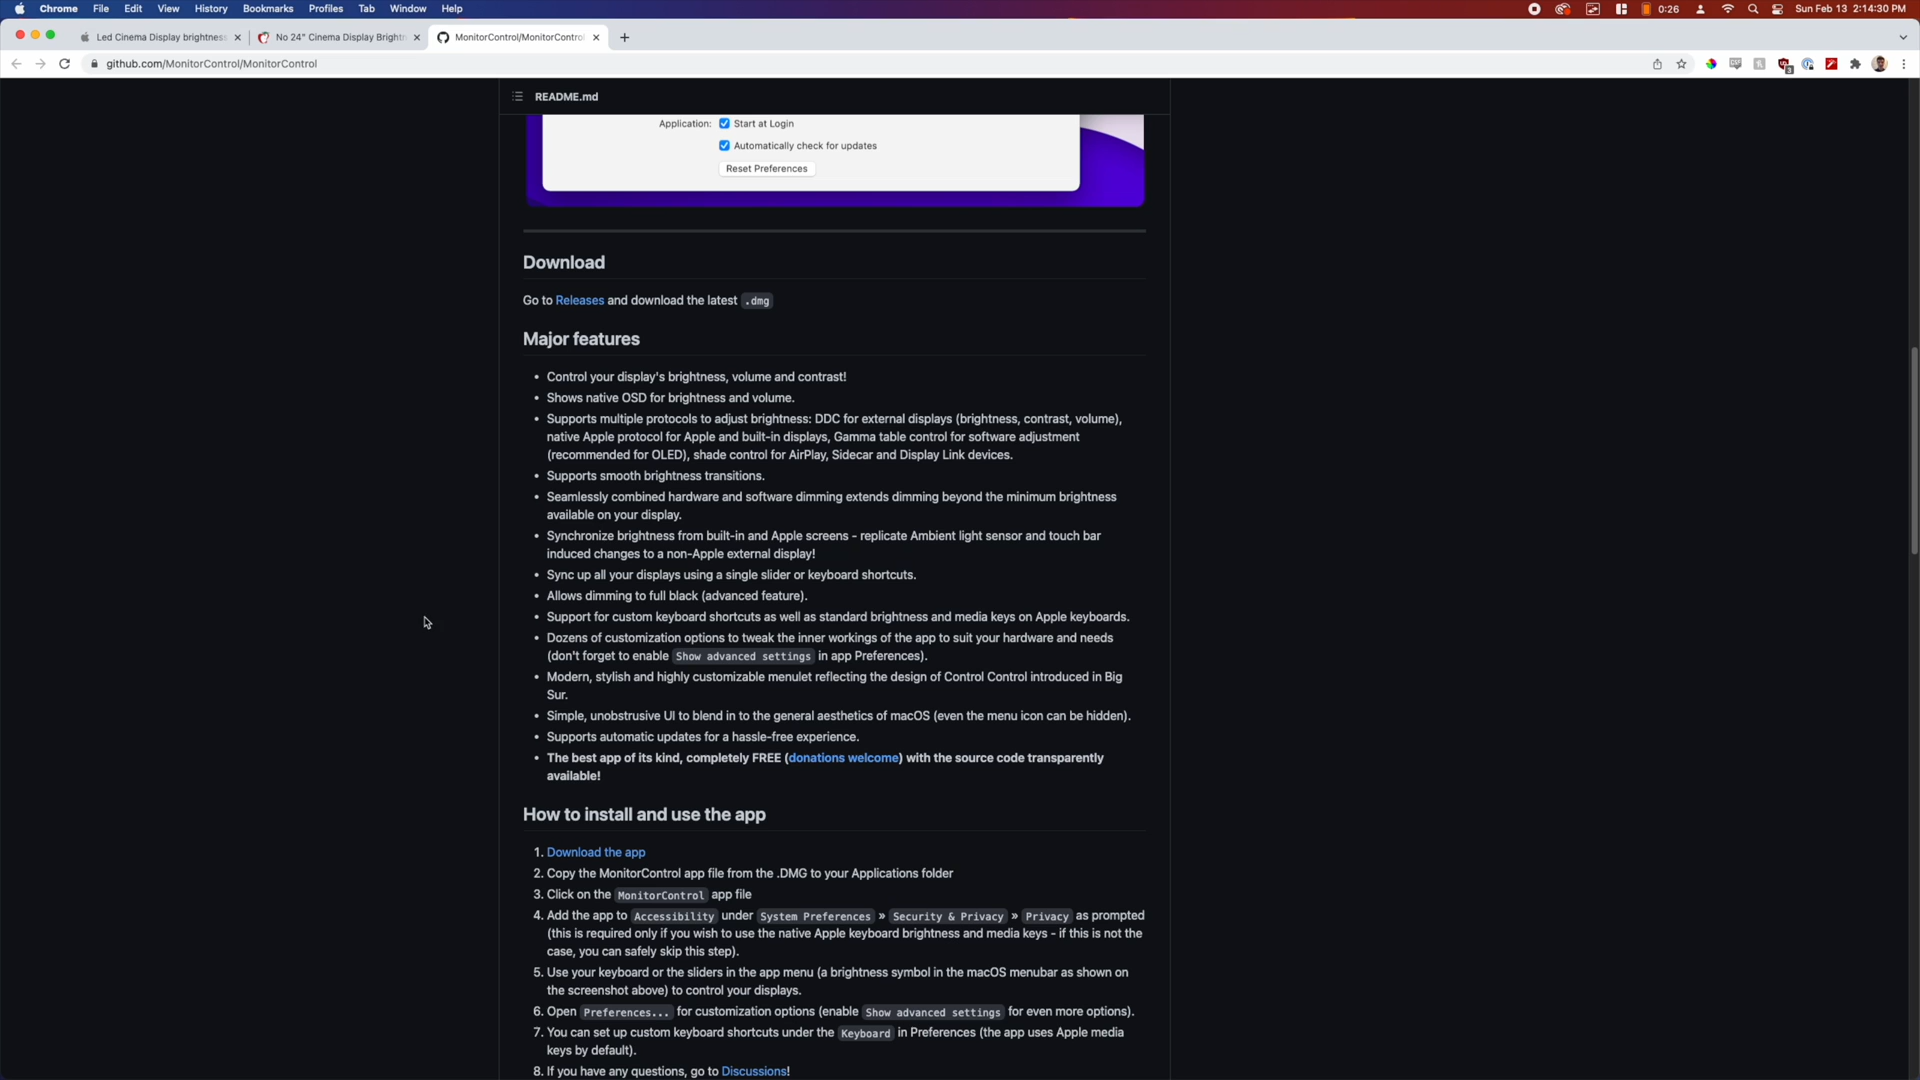 Chrome File Edit View History Bookmarks Profiles Tab Window Help 0:26 Sun Feb 13 2:14:30 PM
Led Cinema Display brightness No 24" Cinema Display Brightn MonitorControl/MonitorControl
github.com/MonitorControl/MonitorControl
README.md
Application: Start at Login
Automatically check for updates
Reset Preferences
Download
Go to Releases and download the latest .dmg
Major features
• Control your display's brightness, volume and contrast!
• Shows native OSD for brightness and volume.
• Supports multiple protocols to adjust brightness: DDC for external displays (brightness, contrast, volume),
native Apple protocol for Apple and built-in displays, Gamma table control for software adjustment
(recommended for OLED), shade control for AirPlay, Sidecar and Display Link devices.
• Supports smooth brightness transitions.
• Seamlessly combined hardware and software dimming extends dimming beyond the minimum brightness
available on your display.
• Synchronize brightness from built-in and Apple screens - replicate Ambient light sensor and touch bar
induced changes to a non-Apple external display!
• Sync up all your displays using a single slider or keyboard shortcuts.
• Allows dimming to full black (advanced feature).
• Support for custom keyboard shortcuts as well as standard brightness and media keys on Apple keyboards.
• Dozens of customization options to tweak the inner workings of the app to suit your hardware and needs
(don't forget to enable Show advanced settings in app Preferences).
• Modern, stylish and highly customizable menulet reflecting the design of Control Control introduced in Big
Sur.
• Simple, unobstrusive UI to blend in to the general aesthetics of macOS (even the menu icon can be hidden).
• Supports automatic updates for a hassle-free experience.
• The best app of its kind, completely FREE (donations welcome) with the source code transparently
available!
How to install and use the app
1. Download the app
2. Copy the MonitorControl app file from the .DMG to your Applications folder
3. Click on the MonitorControl app file
4. Add the app to Accessibility under System Preferences » Security & Privacy » Privacy as prompted
(this is required only if you wish to use the native Apple keyboard brightness and media keys - if this is not the
case, you can safely skip this step).
5. Use your keyboard or the sliders in the app menu (a brightness symbol in the macOS menubar as shown on
the screenshot above) to control your displays.
6. Open Preferences... for customization options (enable Show advanced settings for even more options).
7. You can set up custom keyboard shortcuts under the Keyboard in Preferences (the app uses Apple media
keys by default).
8. If you have any questions, go to Discussions!